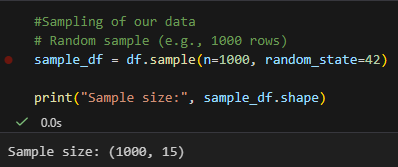 #Sampling of our data
# Random sample (e.g., 1000 rows)
sample_df = df.sample(n=1000, random_state=42)
print("Sample size:", sample_df.shape)
0.0s
Sample size: (1000, 15)